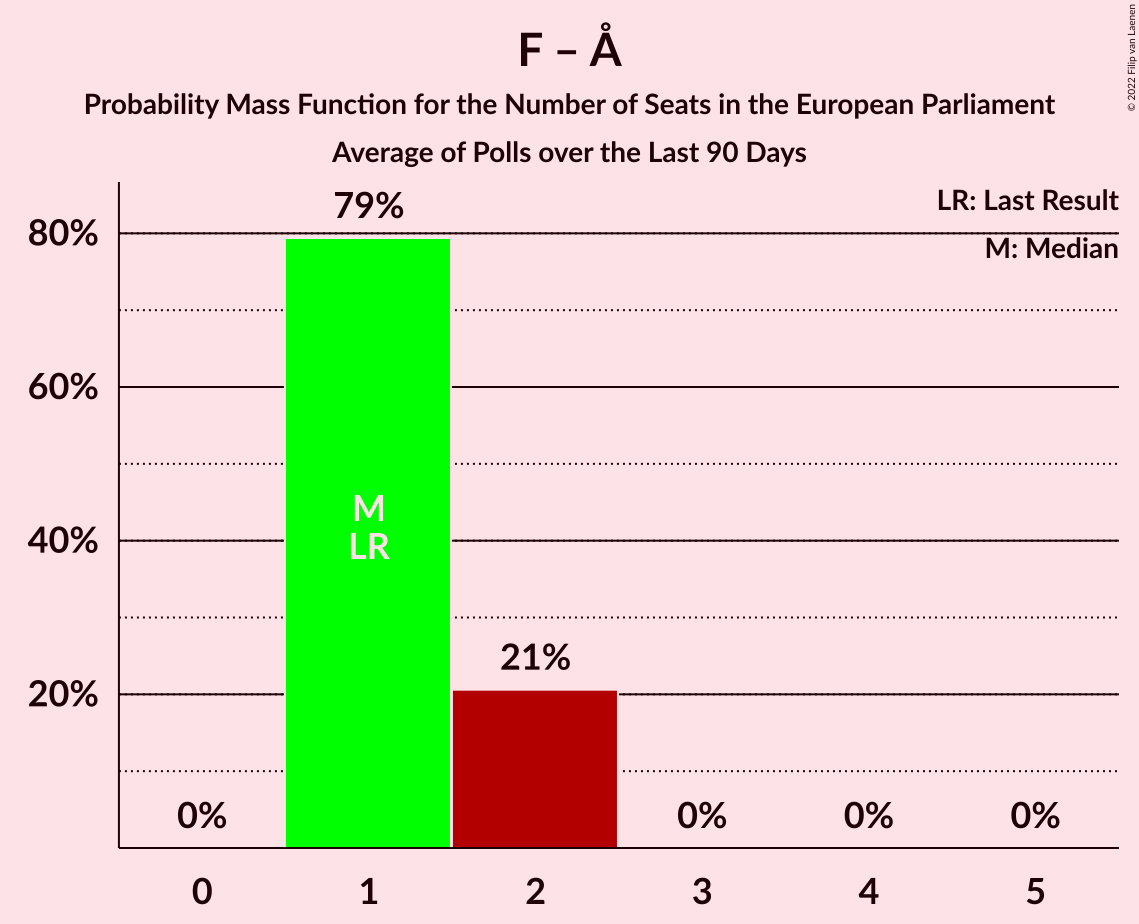 F – Å
Probability Mass Function for the Number of Seats in the European Parliament
Average of Polls over the Last 90 Days
© 2022 Filip van Laenen
LR: Last Result
M: Median
80%
60%
40%
20%
79%
M
LR
21%
0%
0%
0%
0%
0 1 2 3 4 5